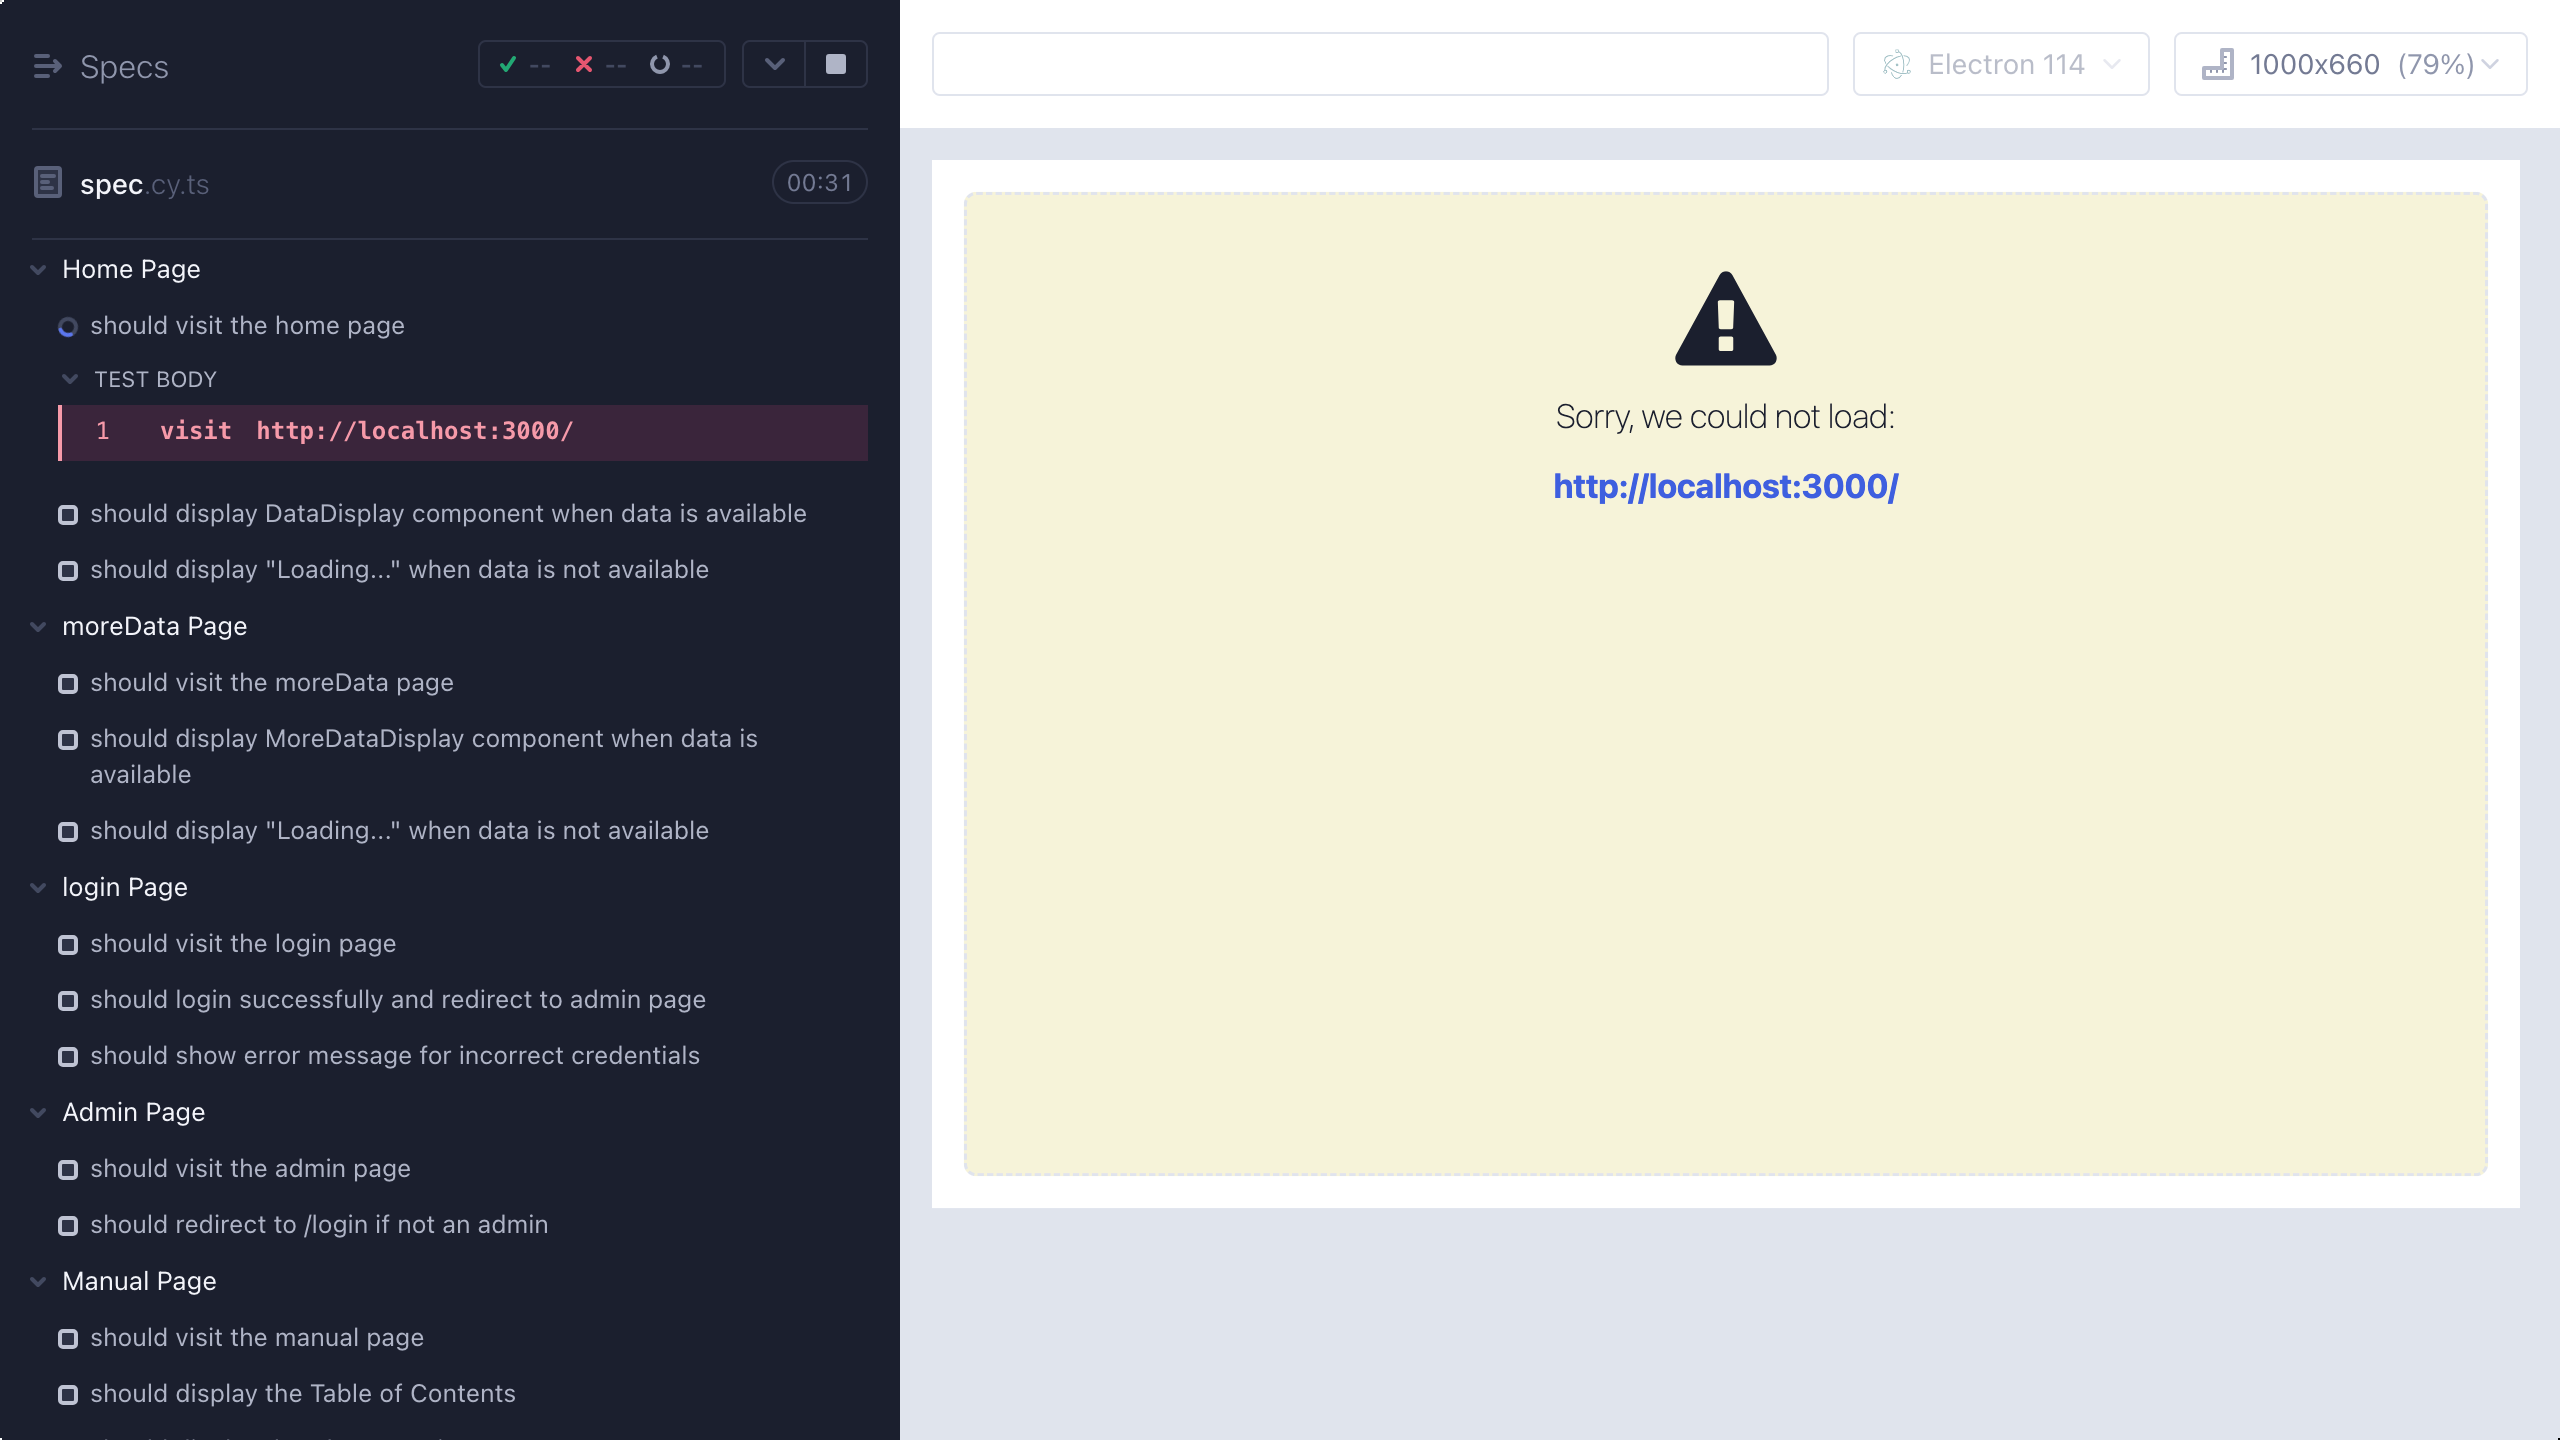 Specs
-- -- --
spec.cy.ts
00:31
Home Page
should visit the home page
TEST BODY
1 visit http://localhost:3000/
should display DataDisplay component when data is available
should display "Loading..." when data is not available
moreData Page
should visit the moreData page
should display MoreDataDisplay component when data is
available
should display "Loading..." when data is not available
login Page
should visit the login page
should login successfully and redirect to admin page
should show error message for incorrect credentials
Admin Page
should visit the admin page
should redirect to /login if not an admin
Manual Page
should visit the manual page
should display the Table of Contents
Electron 114
1000x660 (79%)
Sorry, we could not load:
http://localhost:3000/